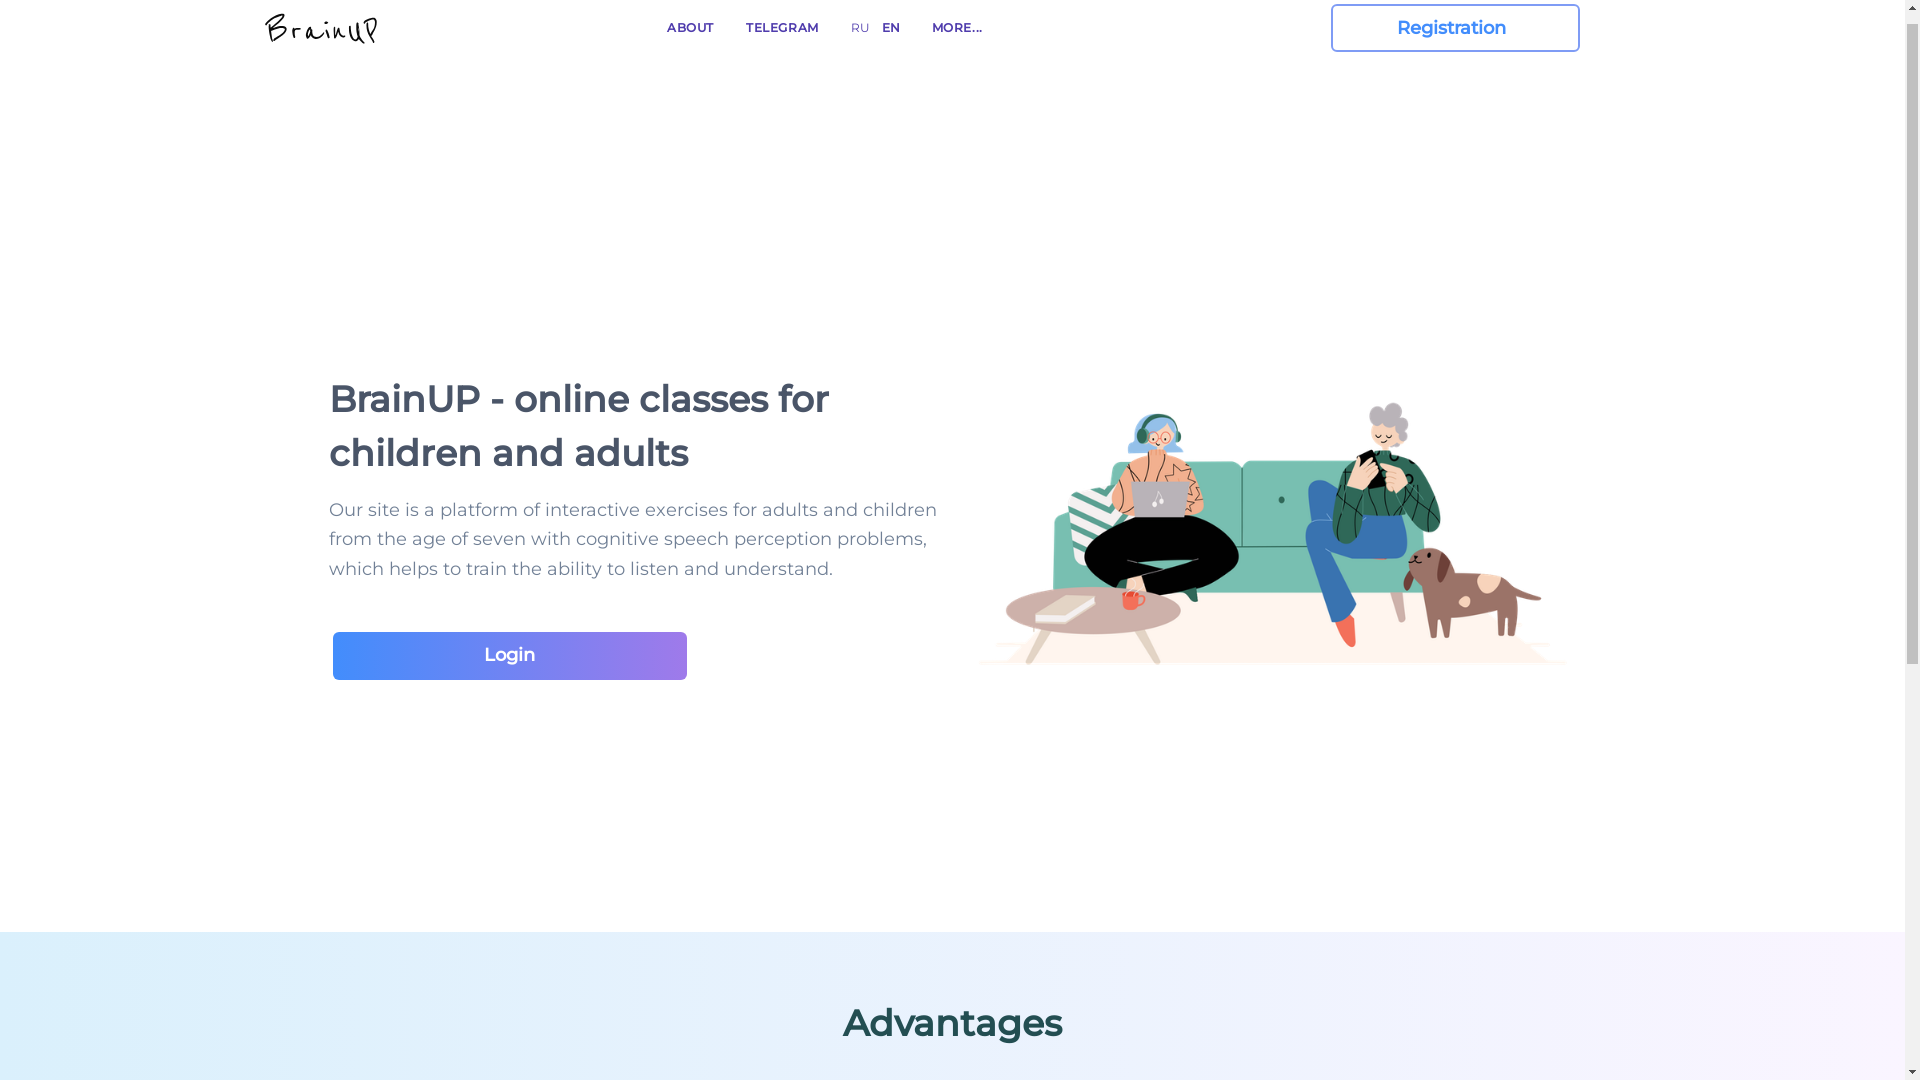 BrainUP
ABOUT
TELEGRAM
RU
EN
MORE...
Registration
BrainUP - online classes for
children and adults
Our site is a platform of interactive exercises for adults and children
from the age of seven with cognitive speech perception problems,
which helps to train the ability to listen and understand.
Login
Advantages